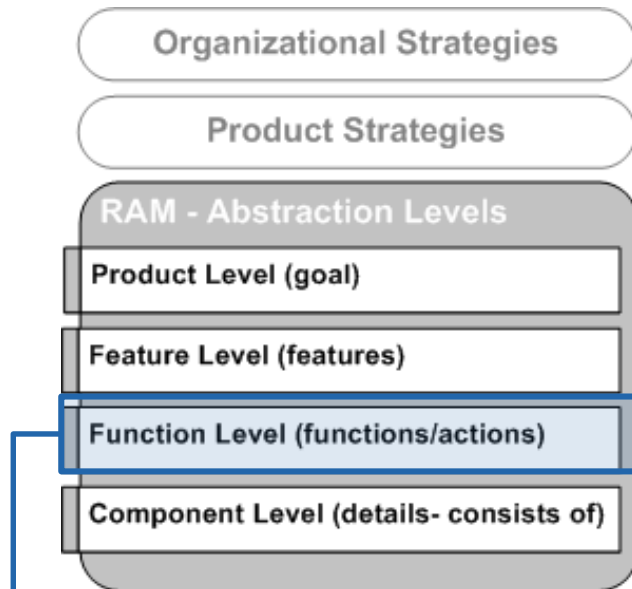 Organizational Strategies
Product Strategies
RAM - Abstraction Levels
Product Level (goal)
Feature Level (features)
Function Level (functions/actions)
Component Level (details- consists of)